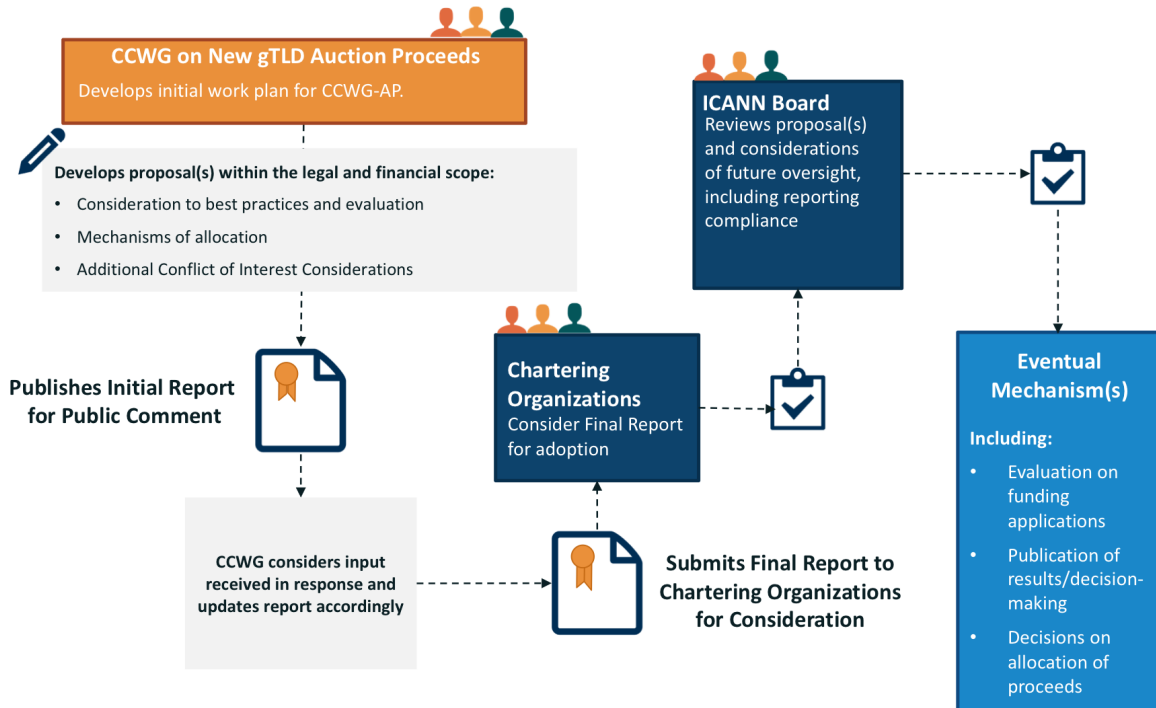 CCWG on New gTLD Auction Proceeds
Develops initial work plan for CCWG-AP.
Develops proposal(s) within the legal and financial scope:
• Consideration to best practices and evaluation
• Mechanisms of allocation
• Additional Conflict of Interest Considerations
Publishes Initial Report
for Public Comment
CCWG considers input
received in response and
updates report accordingly
Submits Final Report to
Chartering Organizations
for Consideration
Chartering
Organizations
Consider Final Report
for adoption
ICANN Board
Reviews proposal(s)
and considerations
of future oversight,
including reporting
compliance
Eventual
Mechanism(s)
Including:
• Evaluation on
funding
applications
• Publication of
results/decision-
making
• Decisions on
allocation of
proceeds